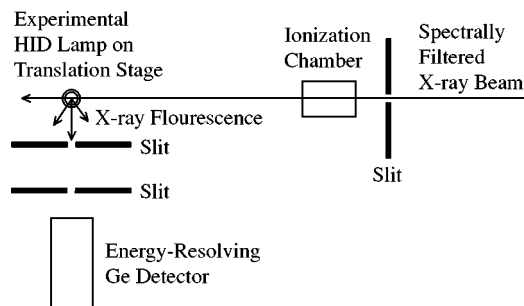 Experimental
HID Lamp on
Translation Stage
Ionization
Chamber
Spectrally
Filtered
X-ray Beam
X-ray Flourescence
Slit
Slit
Slit
Energy-Resolving
Ge Detector